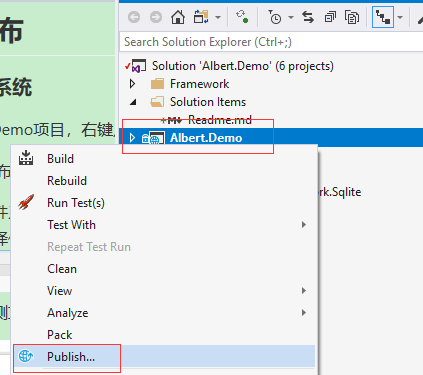 布
Search Solution Explorer (Ctrl+;)
Solution 'Albert.Demo' (6 projects)
Framework
Solution Items
Readme.md
Albert.Demo
系统
Demo项目，右键
rk.Sqlite
布
Build
Rebuild
Run Test(s)
Test With
Repeat Test Run
Clean
View
Analyze
Pack
Publish...